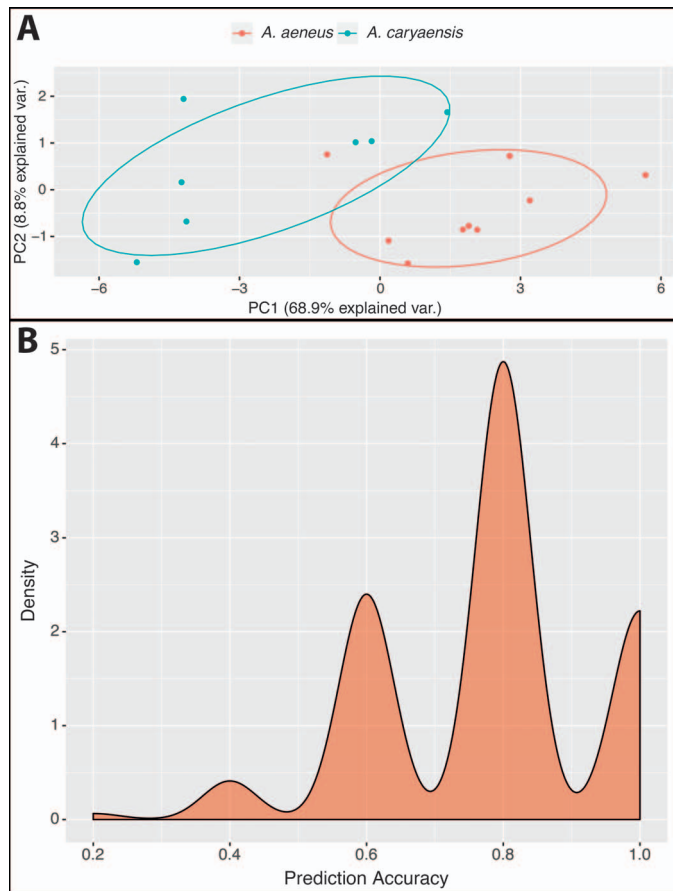 A
A. aeneus A. caryaensis
PC2 (8.8% explained var.)
2
1
0
−1
−6 −3 0 3 6
PC1 (68.9% explained var.)
B
Density
5
4
3
2
1
0
0.2 0.4 0.6 0.8 1.0
Prediction Accuracy